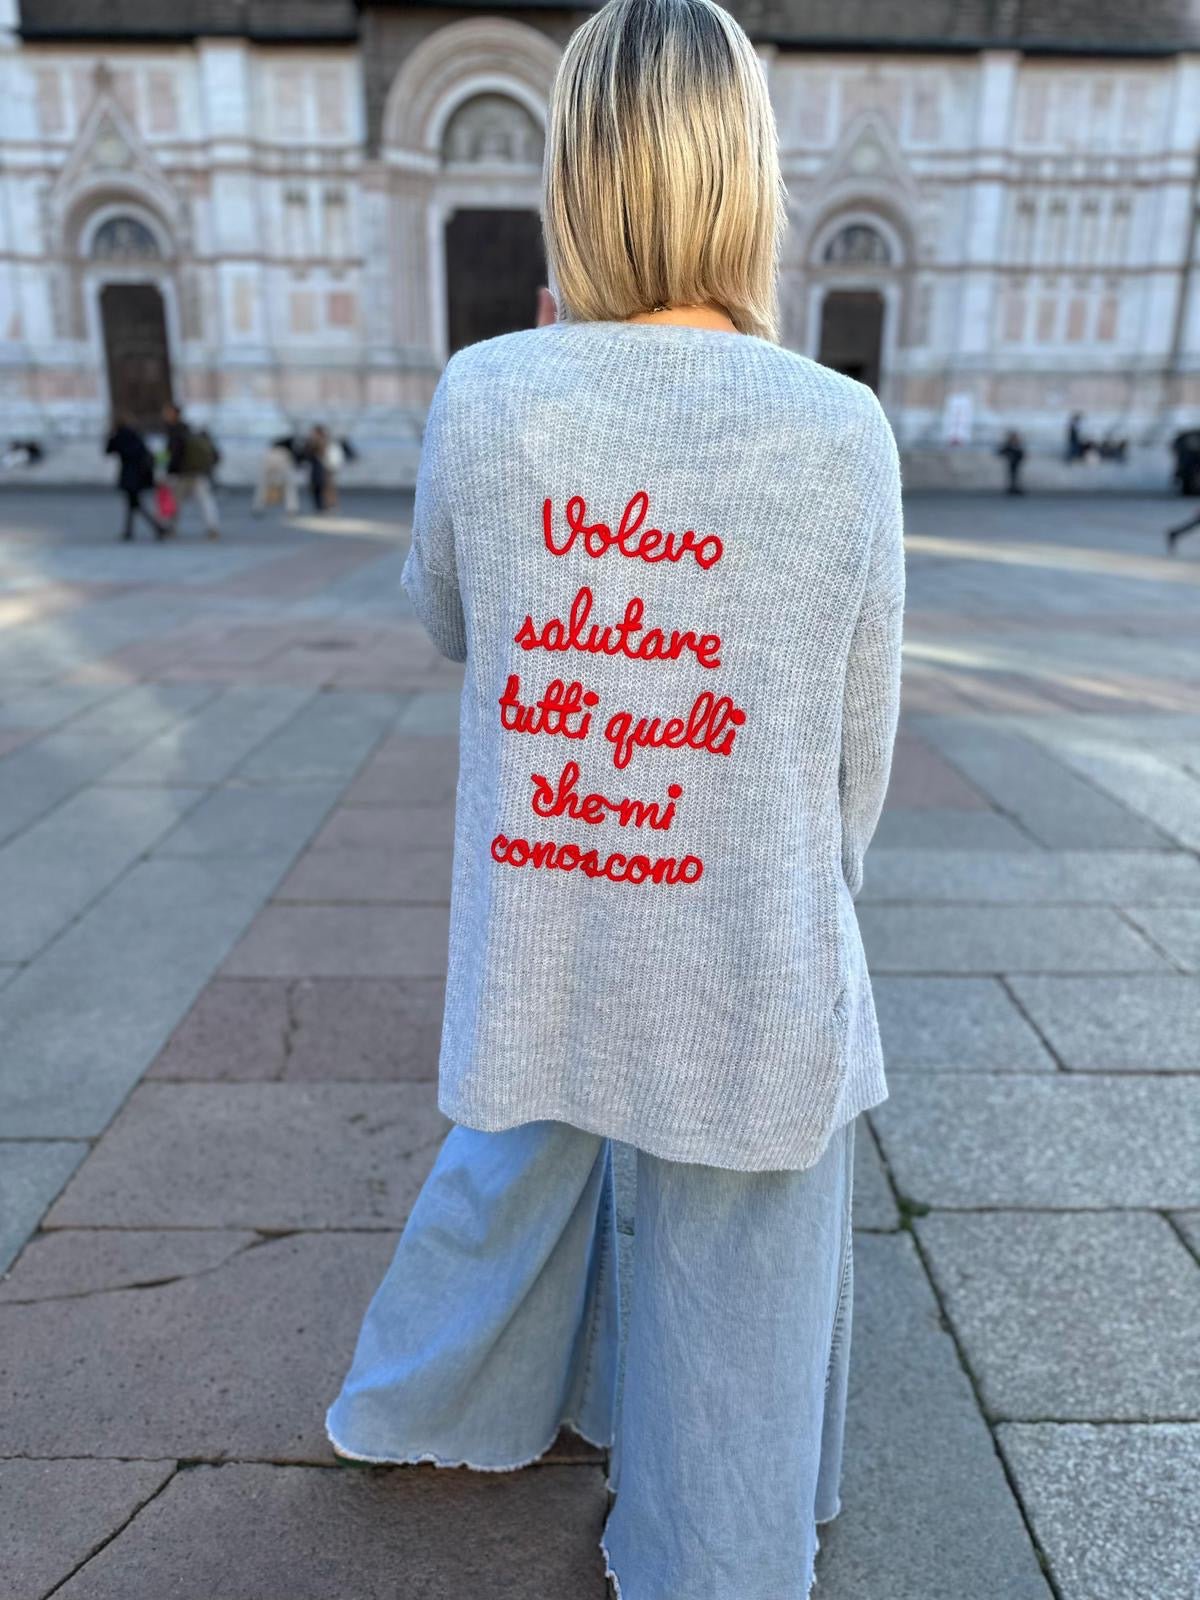 Volevo
salutare
tutti quelli
che mi
conoscono